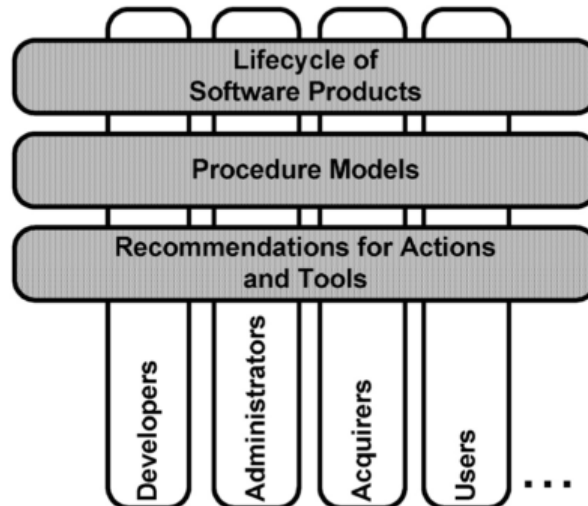 Lifecycle of
Software Products
Procedure Models
Recommendations for Actions
and Tools
Developers
Administrators
Acquirers
Users
...